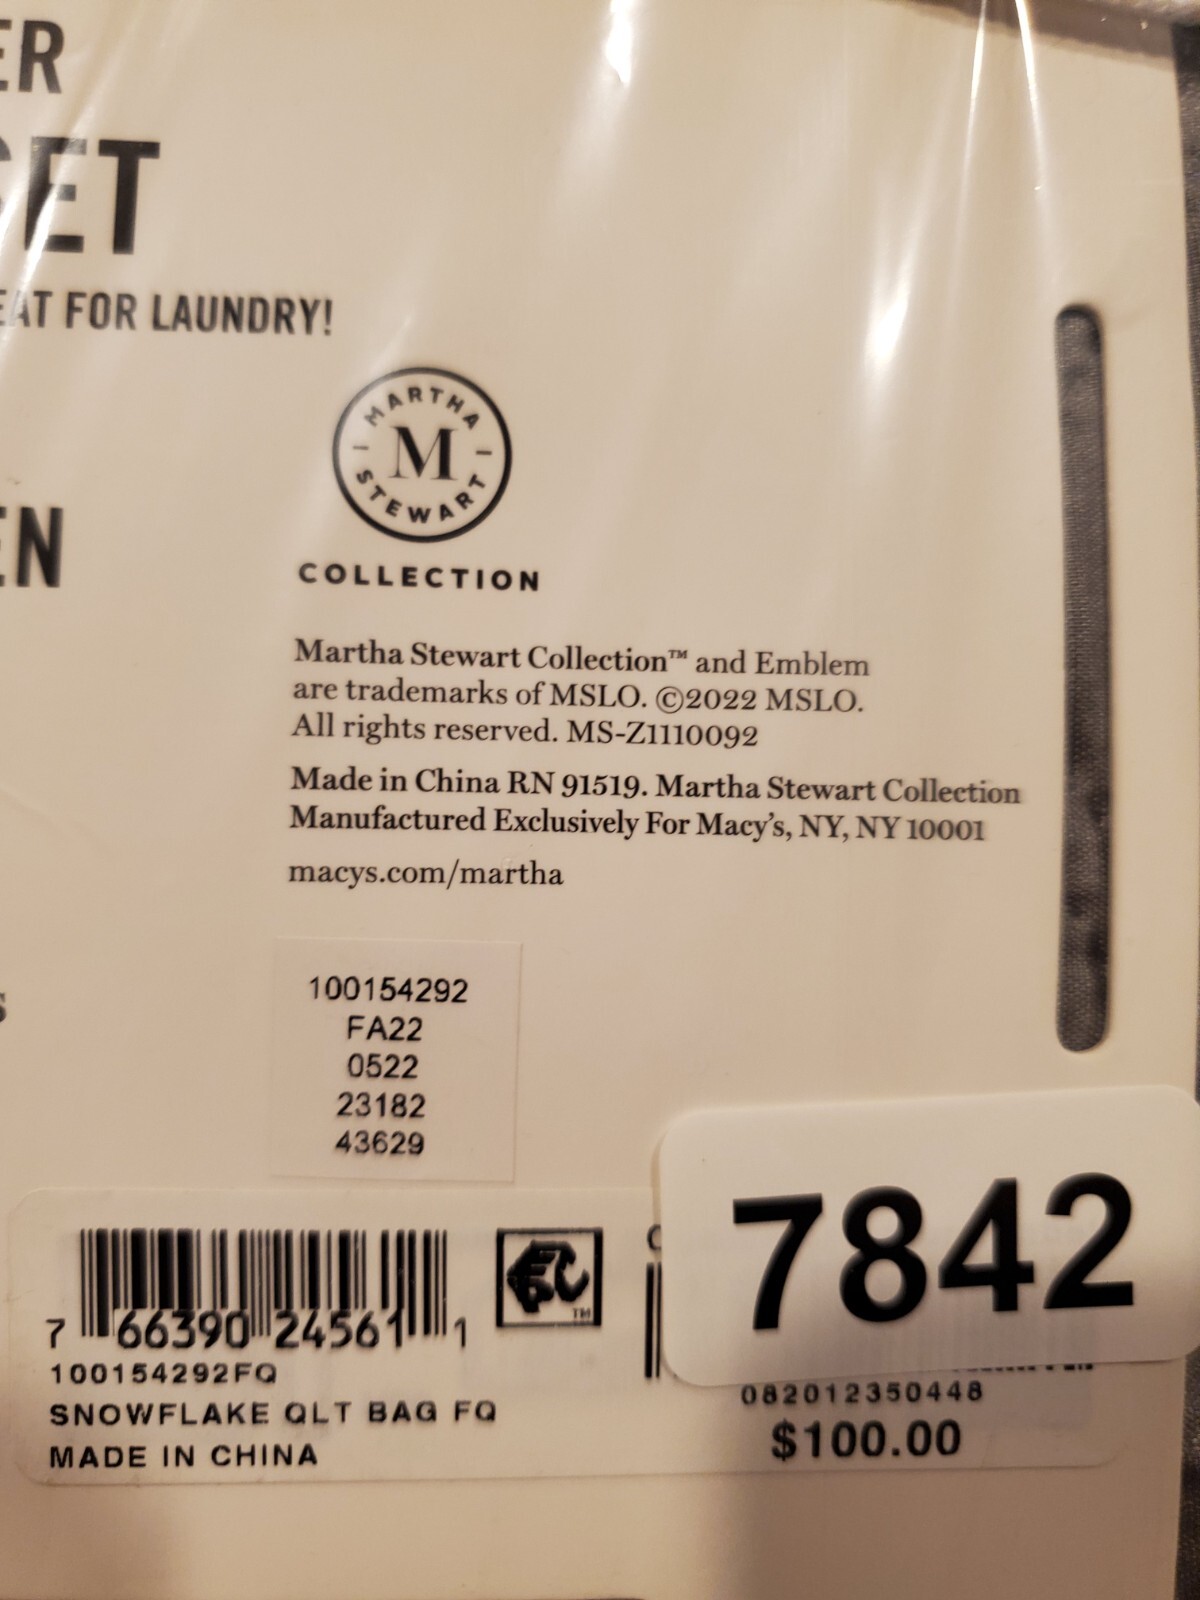 ER
SET
EAT FOR LAUNDRY!
MARTHA
M
STEWART
COLLECTION
EN
Martha Stewart Collection™ and Emblem
are trademarks of MSLO. ©2022 MSLO.
All rights reserved. MS-Z1110092
Made in China RN 91519. Martha Stewart Collection
Manufactured Exclusively For Macy's, NY, NY 10001
macys.com/martha
s
100154292
FA22
0522
23182
43629
7842
7 66390 24561 1
TM
100154292FQ
082012350448
SNOWFLAKE QLT BAG FQ
$100.00
MADE IN CHINA